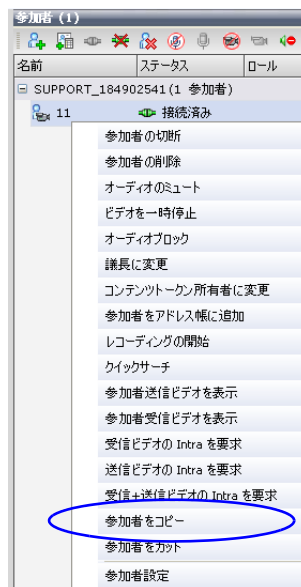 参加者 (1)
名前 ステータス ロール
SUPPORT_184902541 (1 参加者)
11 接続済み
参加者の切断
参加者の削除
オーディオのミュート
ビデオを一時停止
オーディオブロック
議長に変更
コンテンツトークン所有者に変更
参加者をアドレス帳に追加
レコーディングの開始
クイックサーチ
参加者送信ビデオを表示
参加者受信ビデオを表示
受信ビデオの Intra を要求
送信ビデオの Intra を要求
受信+送信ビデオの Intra を要求
参加者をコピー
参加者をカット
参加者設定